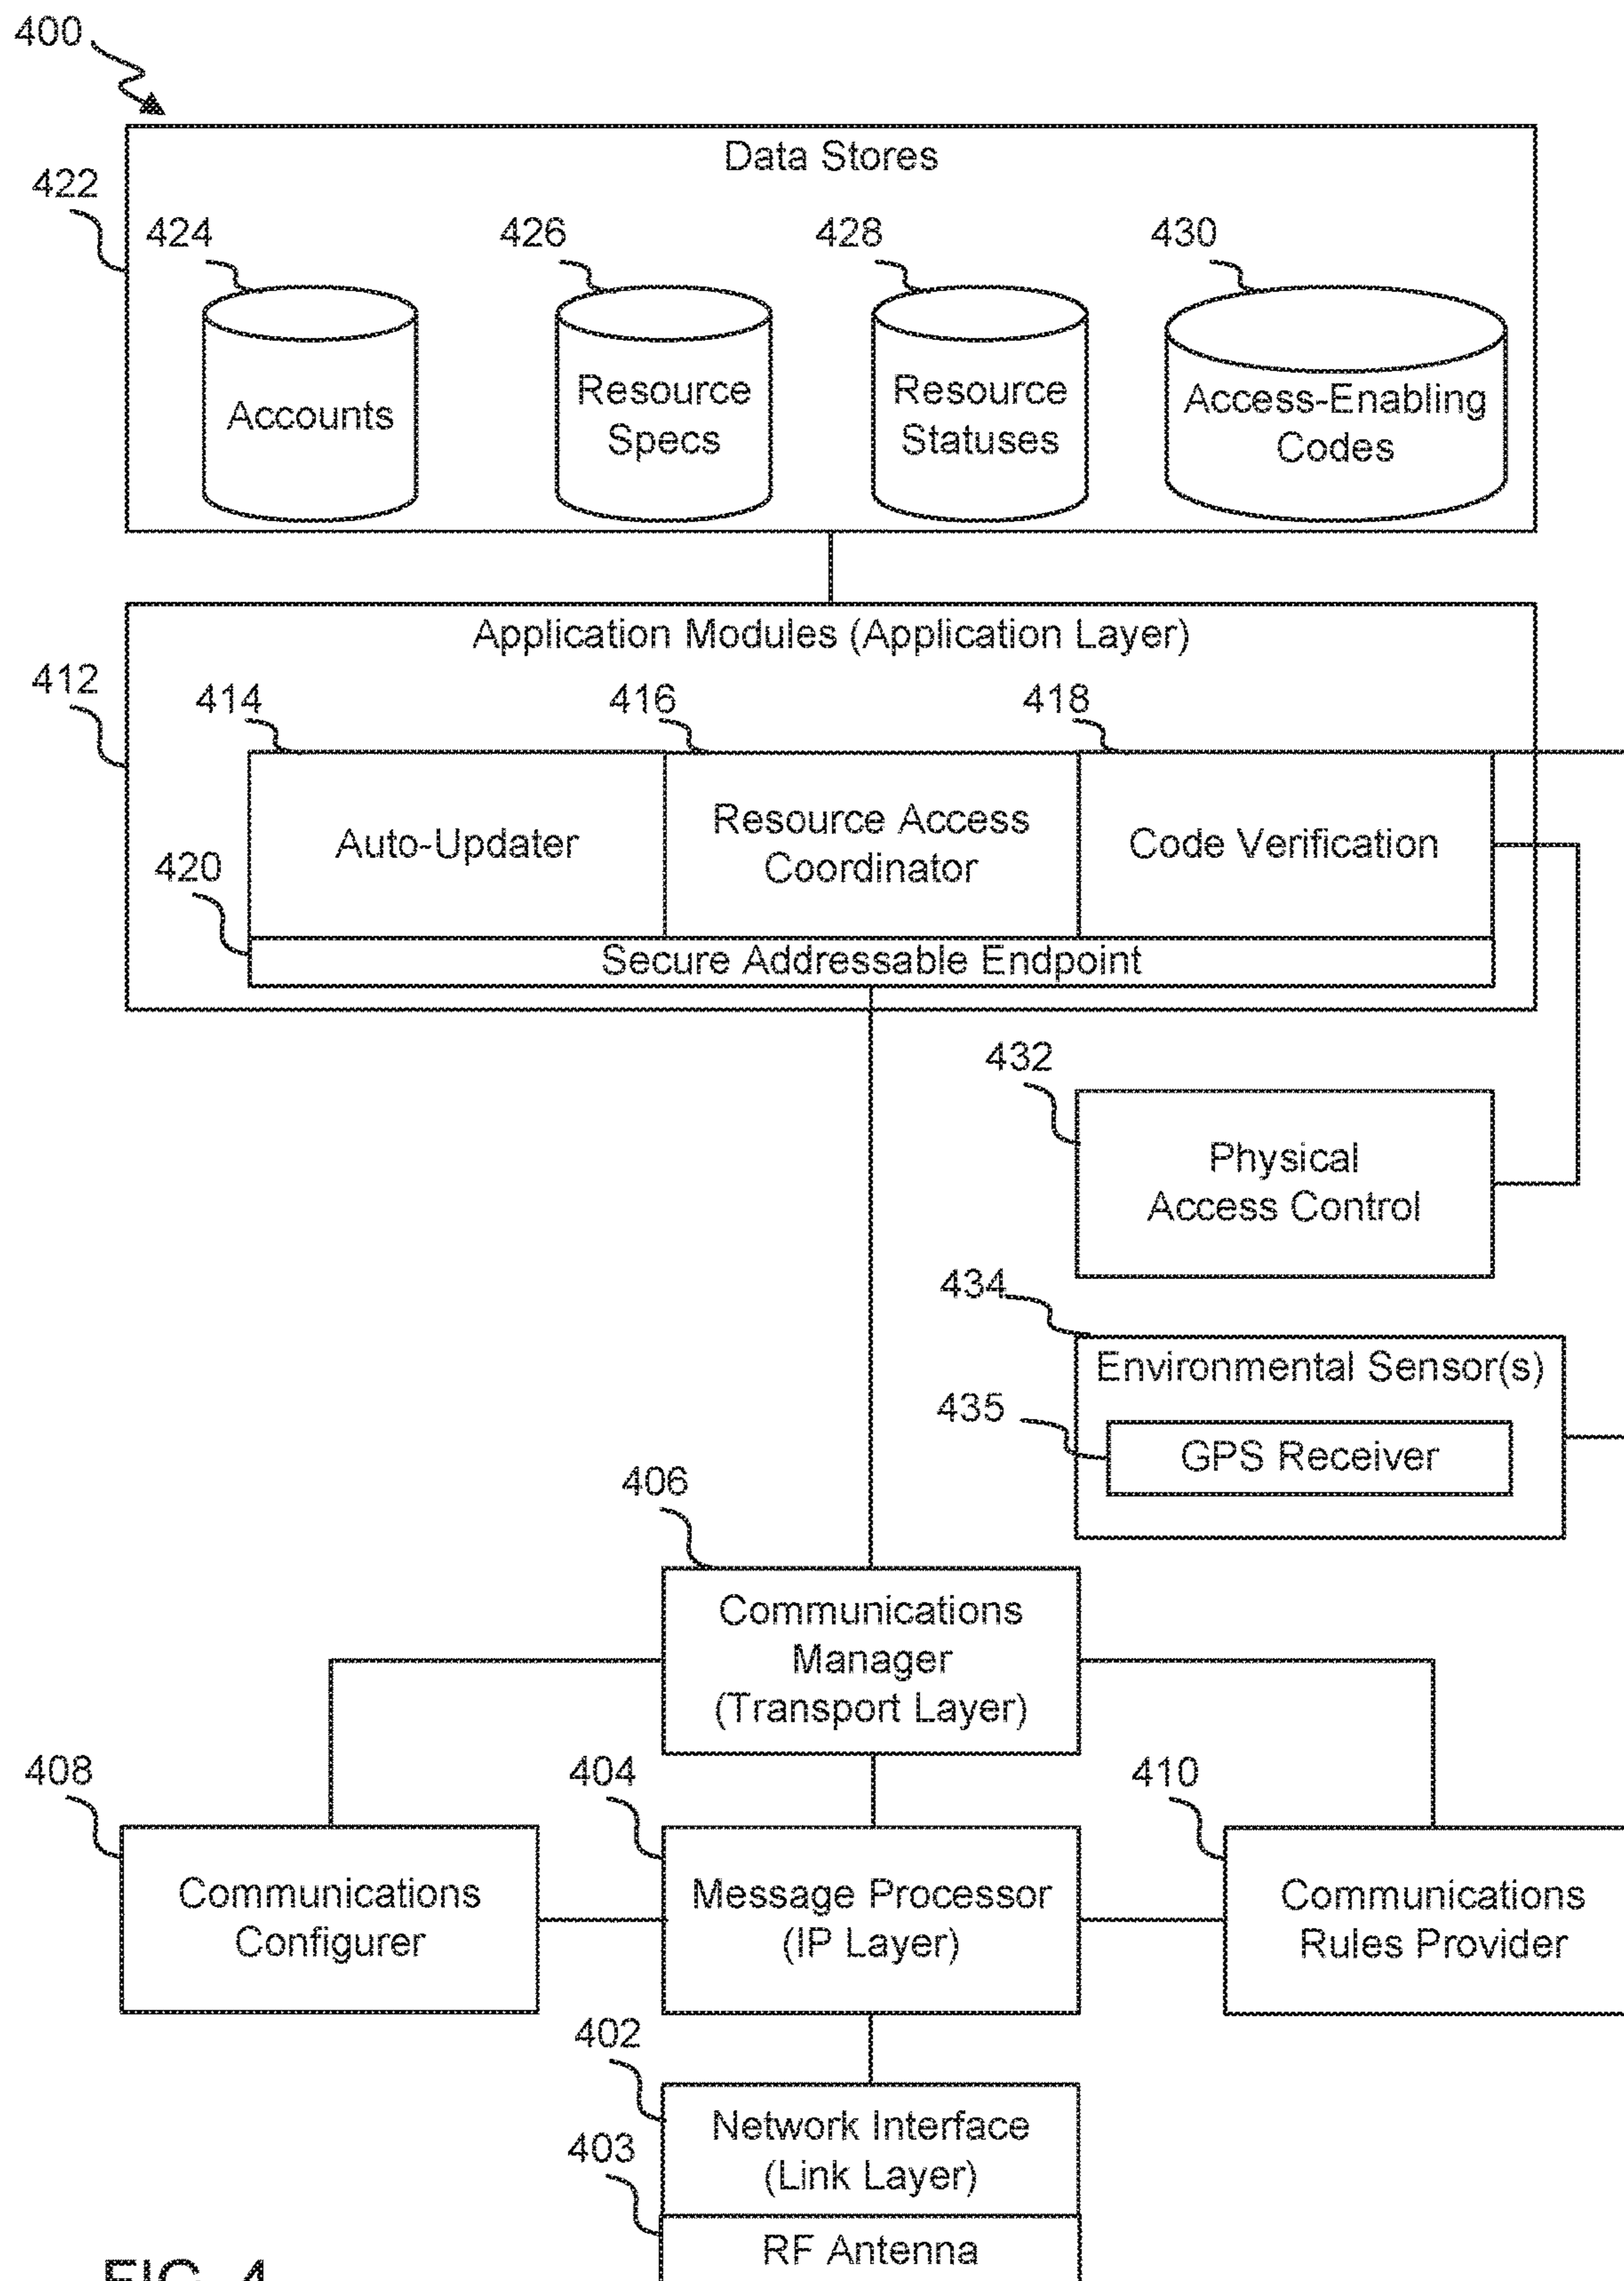 400
Data Stores
422
424
426
428
430
Accounts
Resource
Specs
Resource
Statuses
Access-Enabling
Codes
Application Modules (Application Layer)
412
414
416
418
Auto-Updater
Resource Access
Coordinator
Code Verification
420
Secure Addressable Endpoint
432
Physical
Access Control
434
Environmental Sensor(s)
435
GPS Receiver
406
Communications
Manager
(Transport Layer)
408
404
410
Communications
Configurer
Message Processor
(IP Layer)
Communications
Rules Provider
402
Network Interface
(Link Layer)
403
RF Antenna
FIG. 4